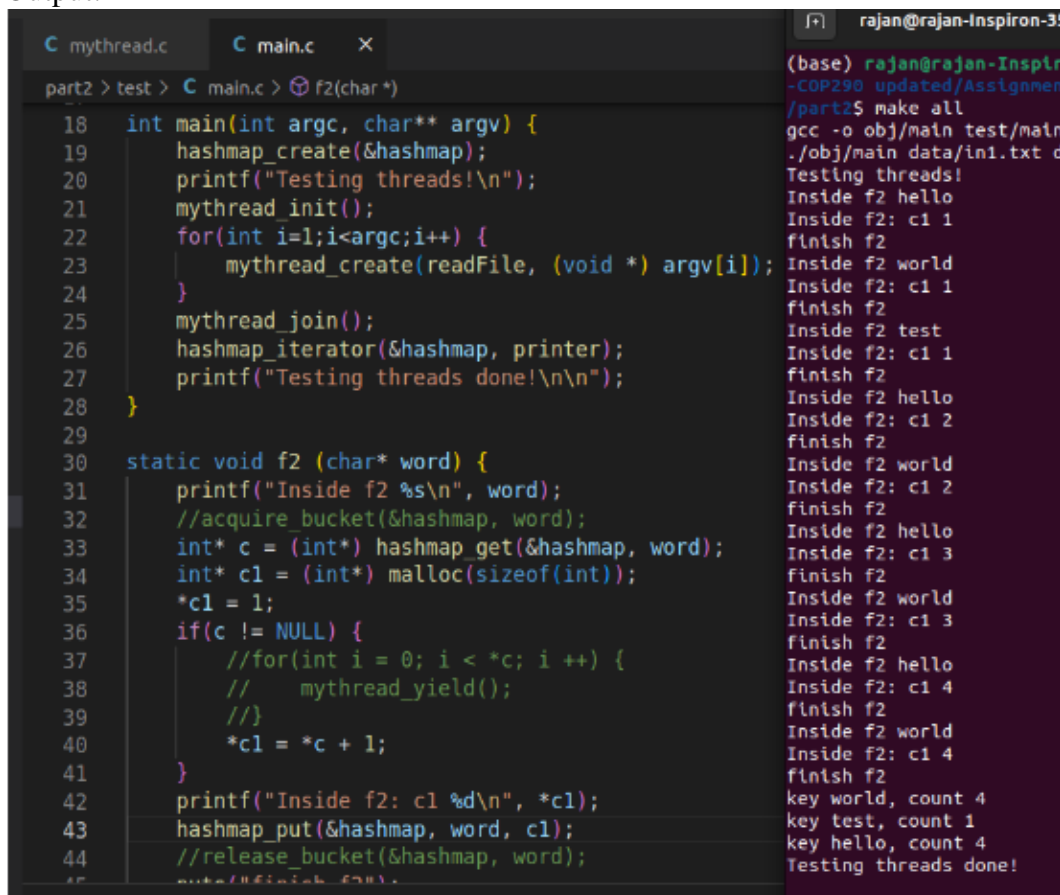 C mythread.c C main.c ×
part2 > test > C main.c > f2(char *)
18 int main(int argc, char** argv) {
19 hashmap_create(&hashmap);
20 printf("Testing threads!\n");
21 mythread_init();
22 for(int i=1;i<argc;i++) {
23 mythread_create(readFile, (void *) argv[i]);
24 }
25 mythread_join();
26 hashmap_iterator(&hashmap, printer);
27 printf("Testing threads done!\n\n");
28 }
29
30 static void f2 (char* word) {
31 printf("Inside f2 %s\n", word);
32 //acquire_bucket(&hashmap, word);
33 int* c = (int*) hashmap_get(&hashmap, word);
34 int* c1 = (int*) malloc(sizeof(int));
35 *c1 = 1;
36 if(c != NULL) {
37 //for(int i = 0; i < *c; i ++) {
38 // mythread_yield();
39 //}
40 *c1 = *c + 1;
41 }
42 printf("Inside f2: c1 %d\n", *c1);
43 hashmap_put(&hashmap, word, c1);
44 //release_bucket(&hashmap, word);
rajan@rajan-Inspiron-35
(base) rajan@rajan-Inspir
-COP290 updated/Assignmen
/part2$ make all
gcc -o obj/main test/main
./obj/main data/in1.txt d
Testing threads!
Inside f2 hello
Inside f2: c1 1
finish f2
Inside f2 world
Inside f2: c1 1
finish f2
Inside f2 test
Inside f2: c1 1
finish f2
Inside f2 hello
Inside f2: c1 2
finish f2
Inside f2 world
Inside f2: c1 2
finish f2
Inside f2 hello
Inside f2: c1 3
finish f2
Inside f2 world
Inside f2: c1 3
finish f2
Inside f2 hello
Inside f2: c1 4
finish f2
Inside f2 world
Inside f2: c1 4
finish f2
key world, count 4
key test, count 1
key hello, count 4
Testing threads done!